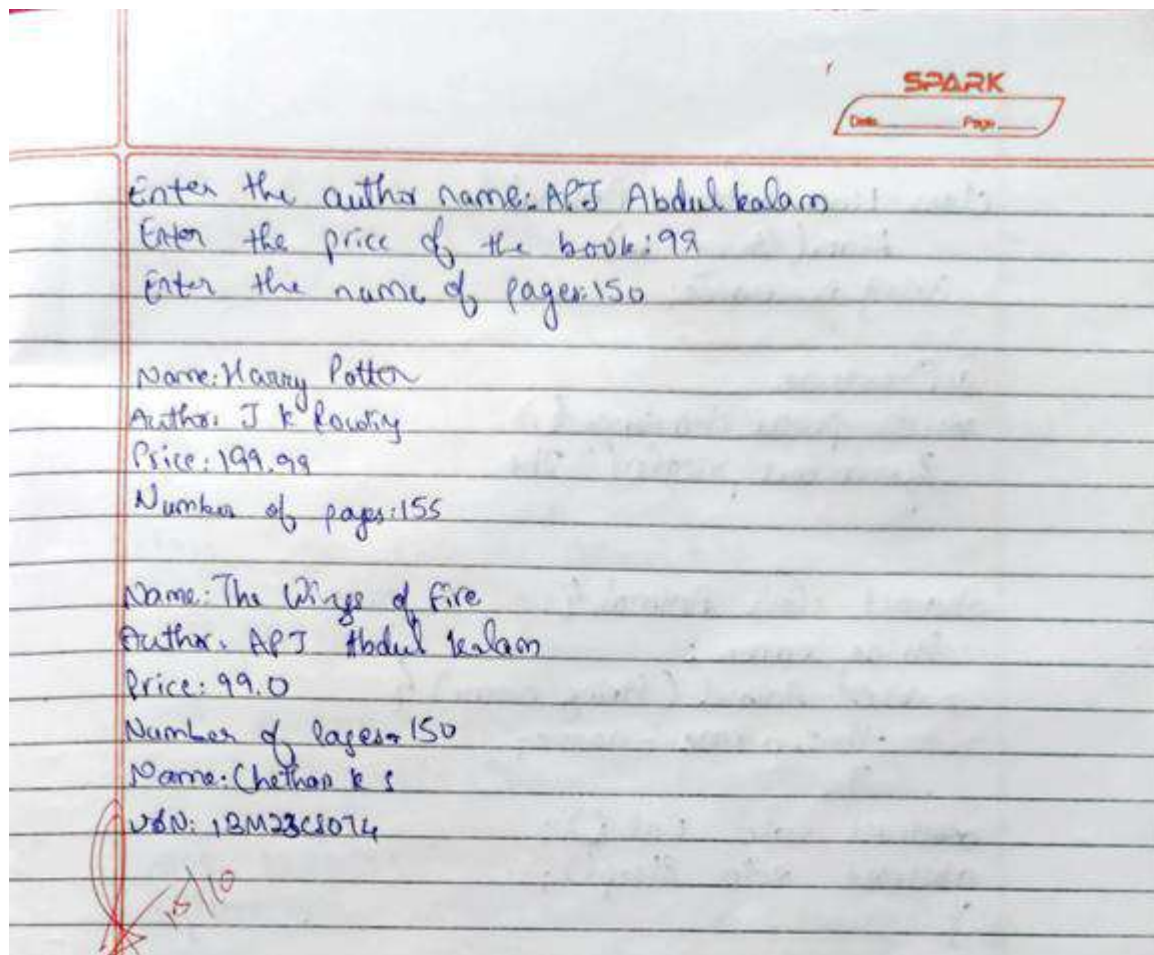 SPARK
Date Page
Enter the author name: APJ Abdul kalam
Enter the price of the book: 99
Enter the name of pages: 150
Name: Harry Potter
Author: J K Rowling
Price: 199.99
Number of pages: 155
Name: The Wings of fire
Author: APJ Abdul kalam
Price: 99.0
Number of Pages: 150
Name: Chethan K S
USN: 1BM23CS074
15/10